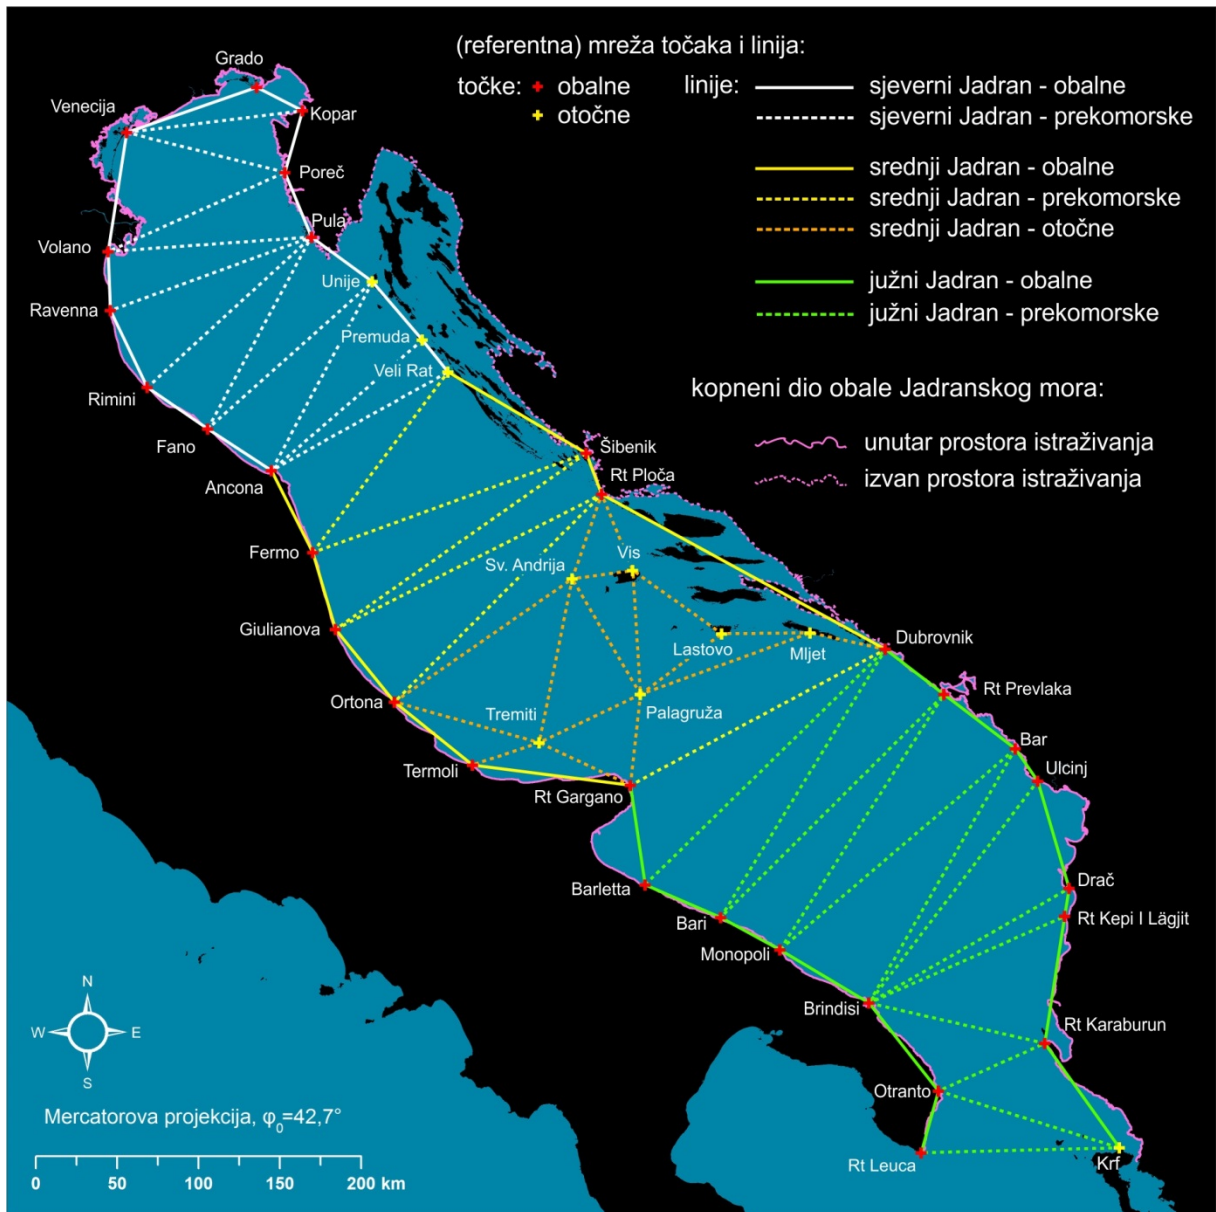 (referentna) mreža točaka i linija:
točke:
obalne
otočne
linije:
sjeverni Jadran - obalne
sjeverni Jadran - prekomorske
srednji Jadran - obalne
srednji Jadran - prekomorske
srednji Jadran - otočne
južni Jadran - obalne
južni Jadran - prekomorske
kopneni dio obale Jadranskog mora:
unutar prostora istraživanja
izvan prostora istraživanja
Grado
Venecija
Kopar
Poreč
Pula
Volano
Unije
Ravenna
Premuda
Veli Rat
Rimini
Fano
Šibenik
Ancona
Rt Ploča
Fermo
Vis
Sv. Andrija
Giulianova
Lastovo
Mljet
Dubrovnik
Rt Prevlaka
Ortona
Tremiti
Palagruža
Bar
Termoli
Ulcinj
Rt Gargano
Drač
Barletta
Bari
Rt Kepi I Lägjit
Monopoli
Brindisi
Rt Karaburun
Otranto
Rt Leuca
Krf
N
W
E
S
Mercatorova projekcija, φ₀=42,7°
0 50 100 200 km